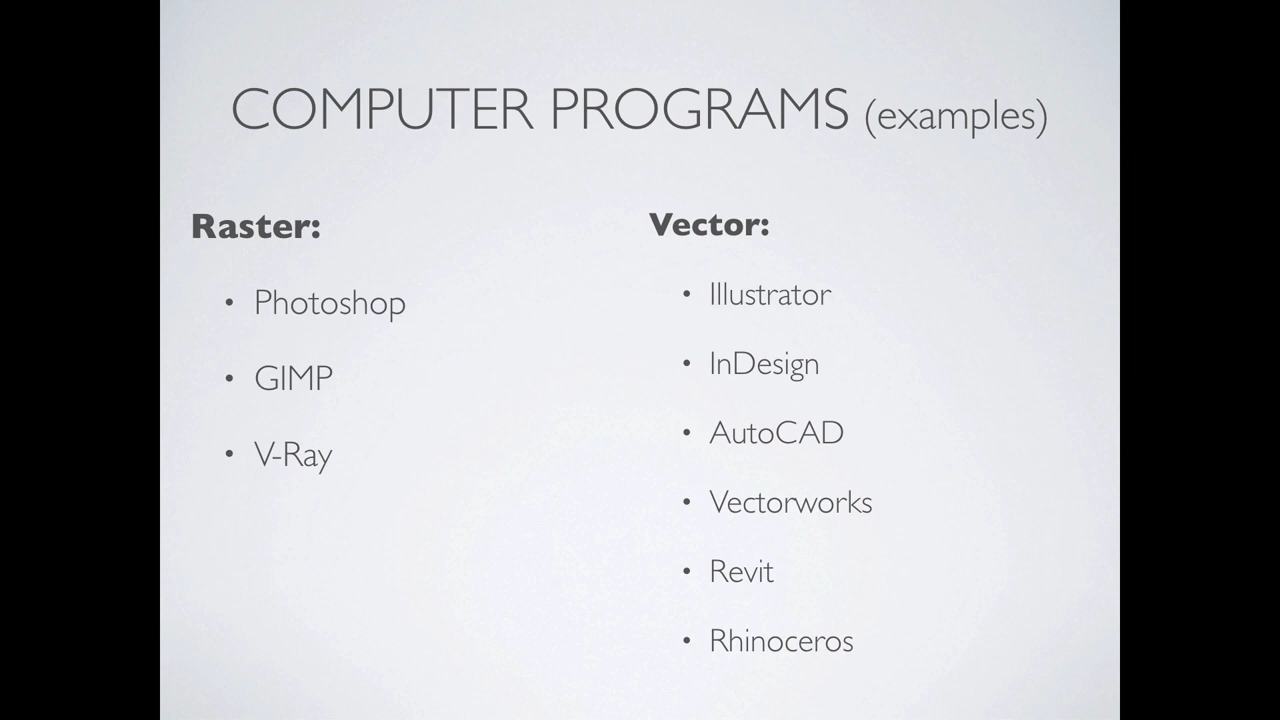 COMPUTER PROGRAMS (examples)
Raster:
• Photoshop
• GIMP
• V-Ray
Vector:
• Illustrator
• InDesign
• AutoCAD
• Vectorworks
• Revit
• Rhinoceros